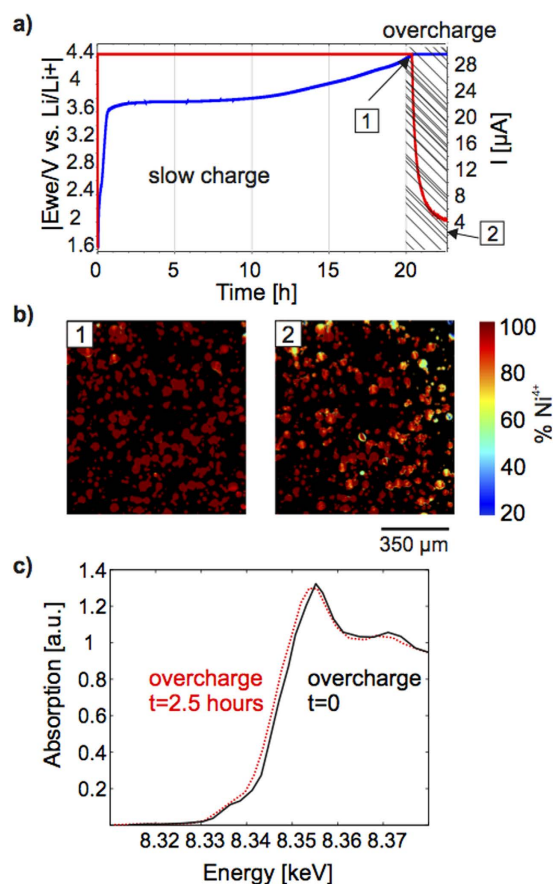 a)
overcharge
|Ewe/V vs. Li/Li+|
4.4
4
3.6
3.2
2.8
2.4
2
1.6
slow charge
1
2
28
24
20
16
12
8
4
I [µA]
0
5
10
15
20
Time [h]
b)
1
2
100
80
60
40
20
% Ni⁴⁺
350 µm
c)
Absorption [a.u.]
1.4
1.2
1
0.8
0.6
0.4
0.2
overcharge
t=2.5 hours
overcharge
t=0
8.32 8.33 8.34 8.35 8.36 8.37
Energy [keV]